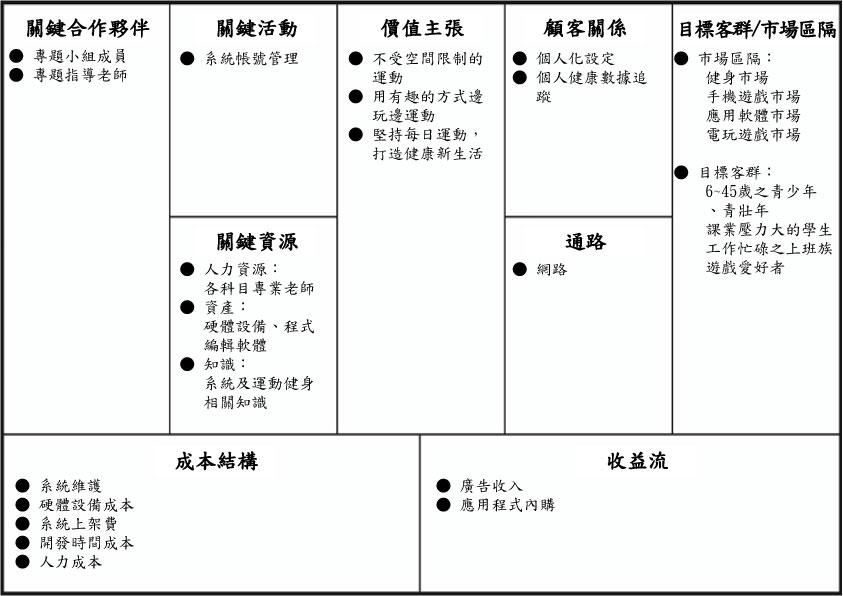 關鍵合作夥伴
● 專題小組成員
● 專題指導老師
關鍵活動
● 系統帳號管理
關鍵資源
● 人力資源：
各科目專業老師
● 資產：
硬體設備、程式
編輯軟體
● 知識：
系統及運動健身
相關知識
價值主張
● 不受空間限制的
運動
● 用有趣的方式邊
玩邊運動
● 堅持每日運動，
打造健康新生活
顧客關係
● 個人化設定
● 個人健康數據追
蹤
通路
● 網路
目標客群/市場區隔
● 市場區隔：
健身市場
手機遊戲市場
應用軟體市場
電玩遊戲市場
● 目標客群：
6~45歲之青少年
、青壯年
課業壓力大的學生
工作忙碌之上班族
遊戲愛好者
成本結構
● 系統維護
● 硬體設備成本
● 系統上架費
● 開發時間成本
● 人力成本
收益流
● 廣告收入
● 應用程式內購